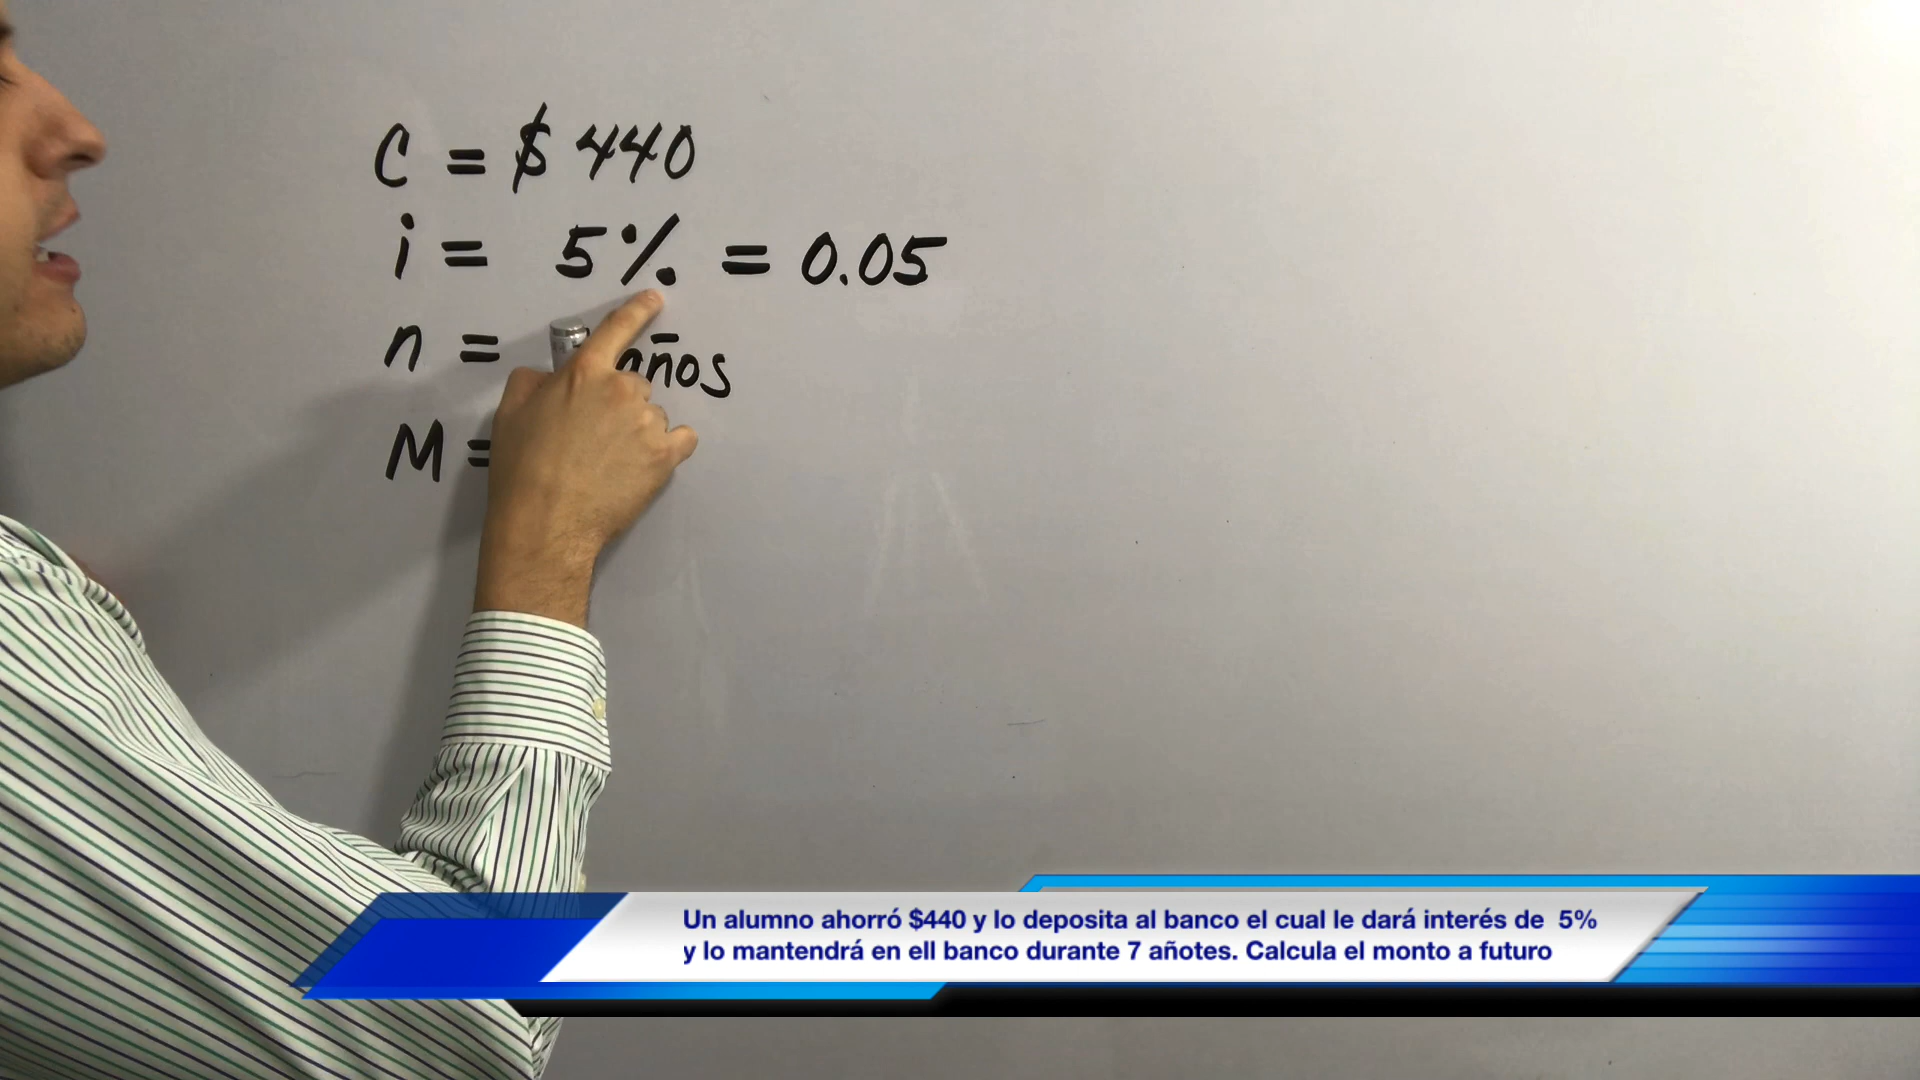 C = $ 440
i = 5% = 0.05
n = años
M =
Un alumno ahorró $440 y lo deposita al banco el cual le dará interés de 5%
y lo mantendrá en ell banco durante 7 añotes. Calcula el monto a futuro